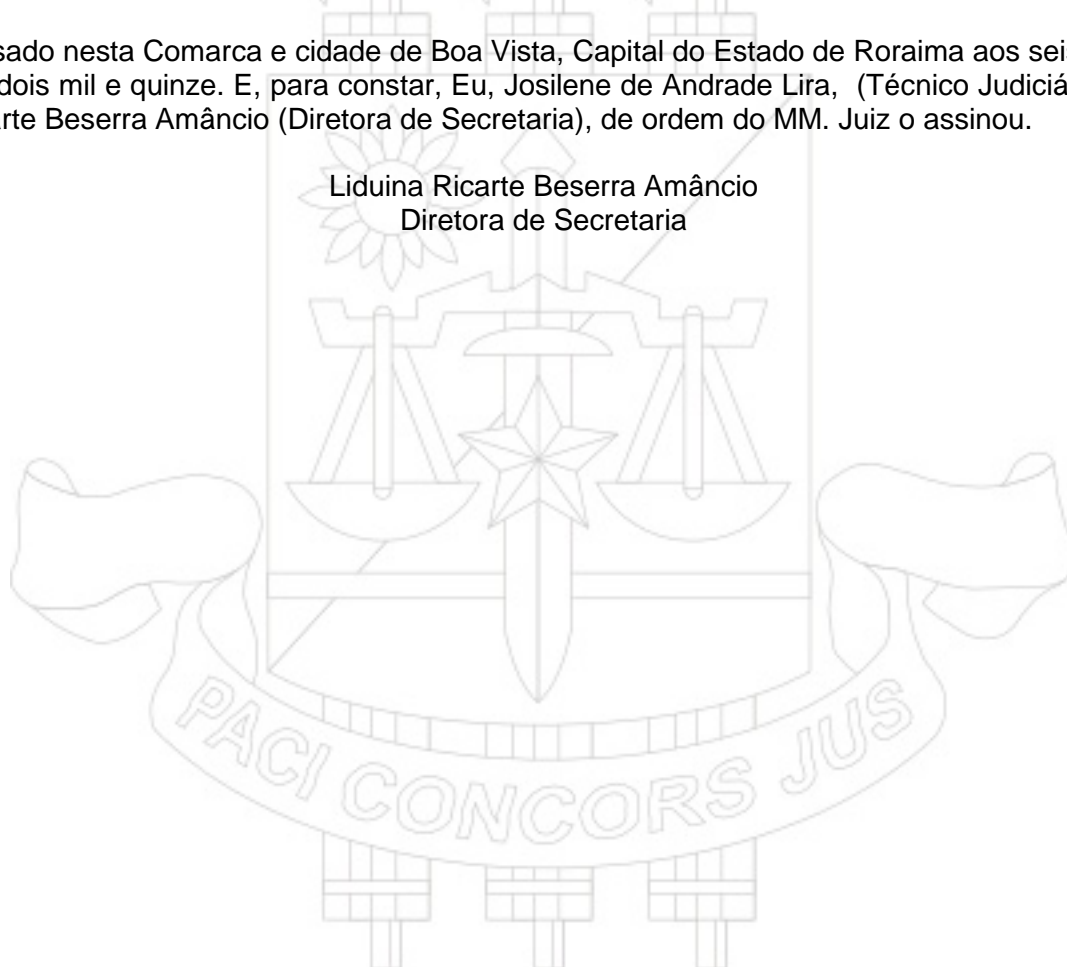 sado nesta Comarca e cidade de Boa Vista, Capital do Estado de Roraima aos seis
dois mil e quinze. E, para constar, Eu, Josilene de Andrade Lira, (Técnico Judiciá
rte Beserra Amâncio (Diretora de Secretaria), de ordem do MM. Juiz o assinou.
Liduina Ricarte Beserra Amâncio
Diretora de Secretaria
PACI CONCORS JUS